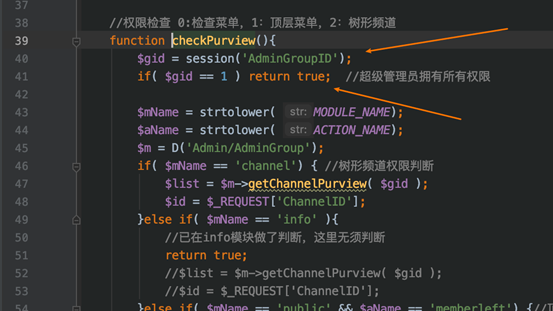 37
38 //权限检查 0:检查菜单，1：顶层菜单，2：树形频道
39 function checkPurview(){
40 $gid = session('AdminGroupID');
41 if( $gid == 1 ) return true; //超级管理员拥有所有权限
42
43 $mName = strtolower( str: MODULE_NAME);
44 $aName = strtolower( str: ACTION_NAME);
45 $m = D('Admin/AdminGroup');
46 if( $mName == 'channel') { //树形频道权限判断
47 $list = $m->getChannelPurview( $gid );
48 $id = $_REQUEST['ChannelID'];
49 }else if( $mName == 'info' ){
50 //已在info模块做了判断，这里无须判断
51 return true;
52 //$list = $m->getChannelPurview( $gid );
53 //$id = $_REQUEST['ChannelID'];
54 }else if( $mName == 'public' && $aName == 'memberleft') {//